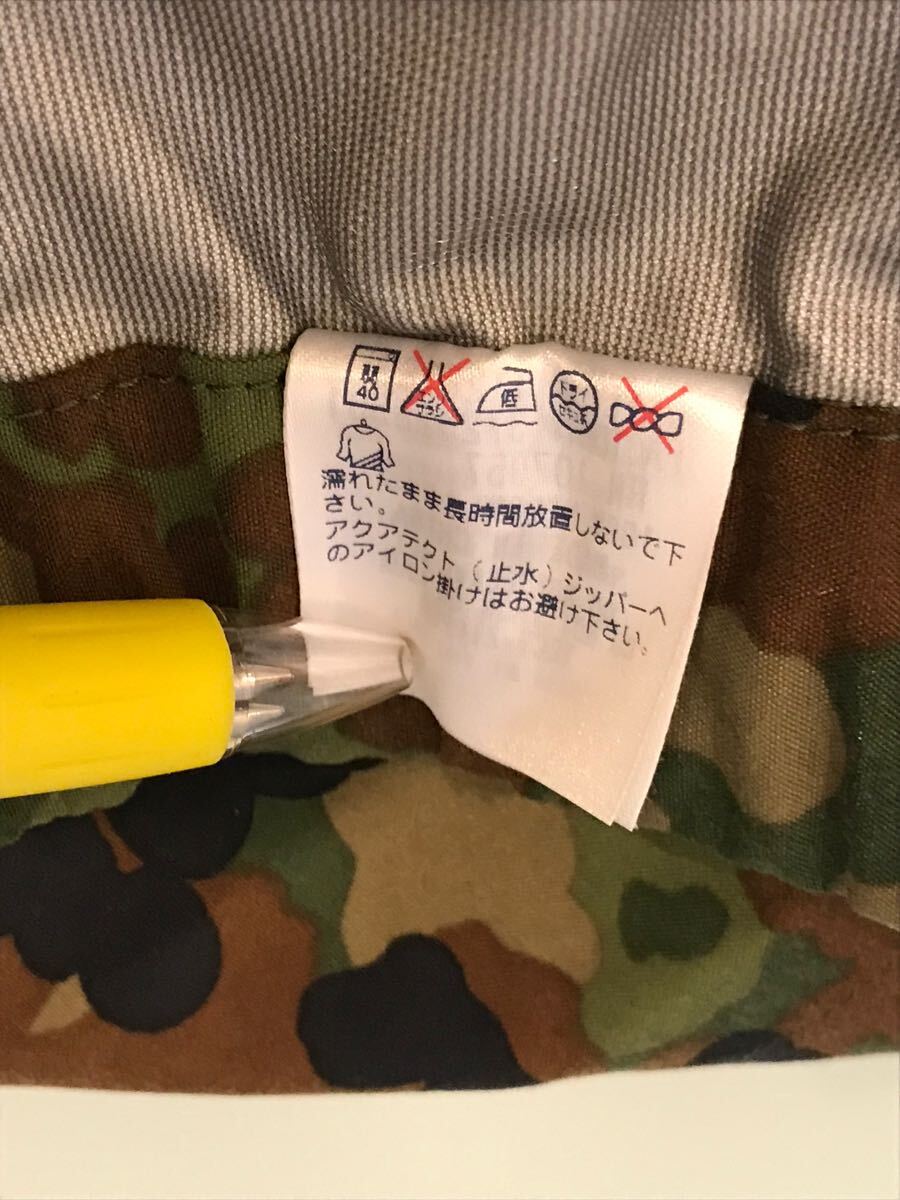 弱
40
エンソ
サラシ
低
ドライ
セキユ系
濡れたまま長時間放置しないで下
さい。
アクアテクト(止水)ジッパーヘ
のアイロン掛けはお避け下さい。